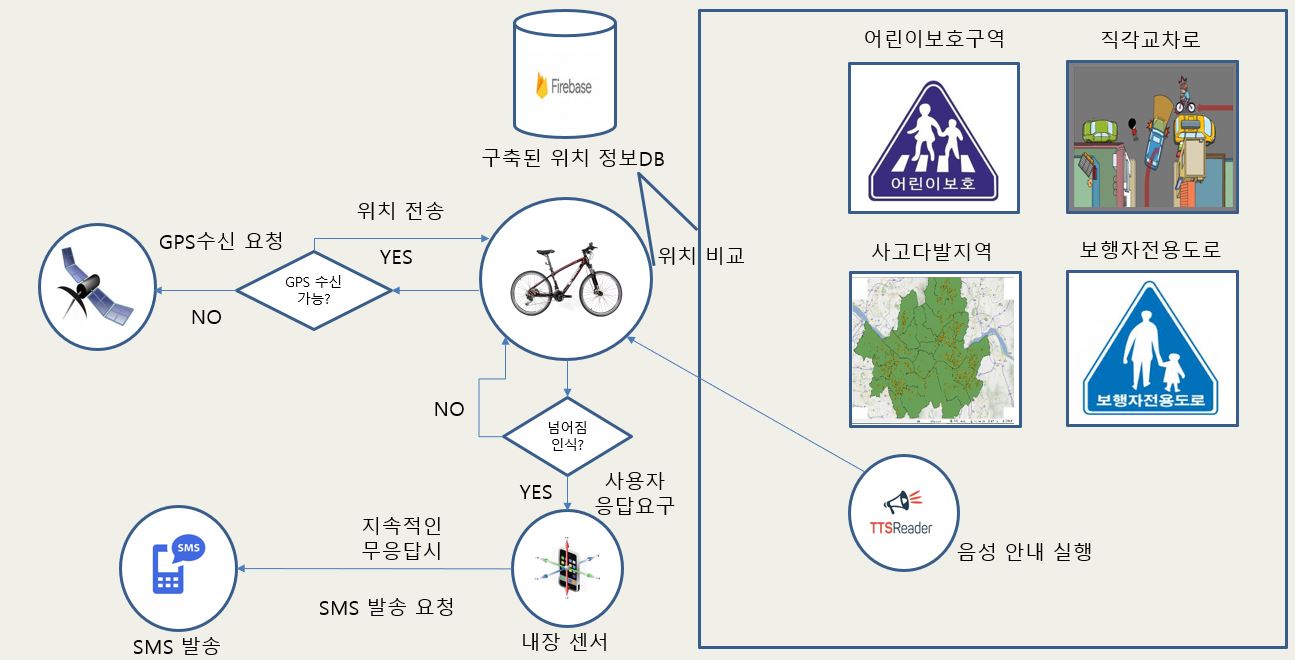 Firebase
구축된 위치 정보DB
위치 전송
GPS수신 요청
YES
GPS 수신
가능?
NO
위치 비교
NO
넘어짐
인식?
YES
사용자
응답요구
지속적인
무응답시
SMS
SMS 발송 요청
SMS 발송
내장 센서
어린이보호구역
직각교차로
어린이보호
사고다발지역
보행자전용도로
보행자전용도로
TTSReader
음성 안내 실행